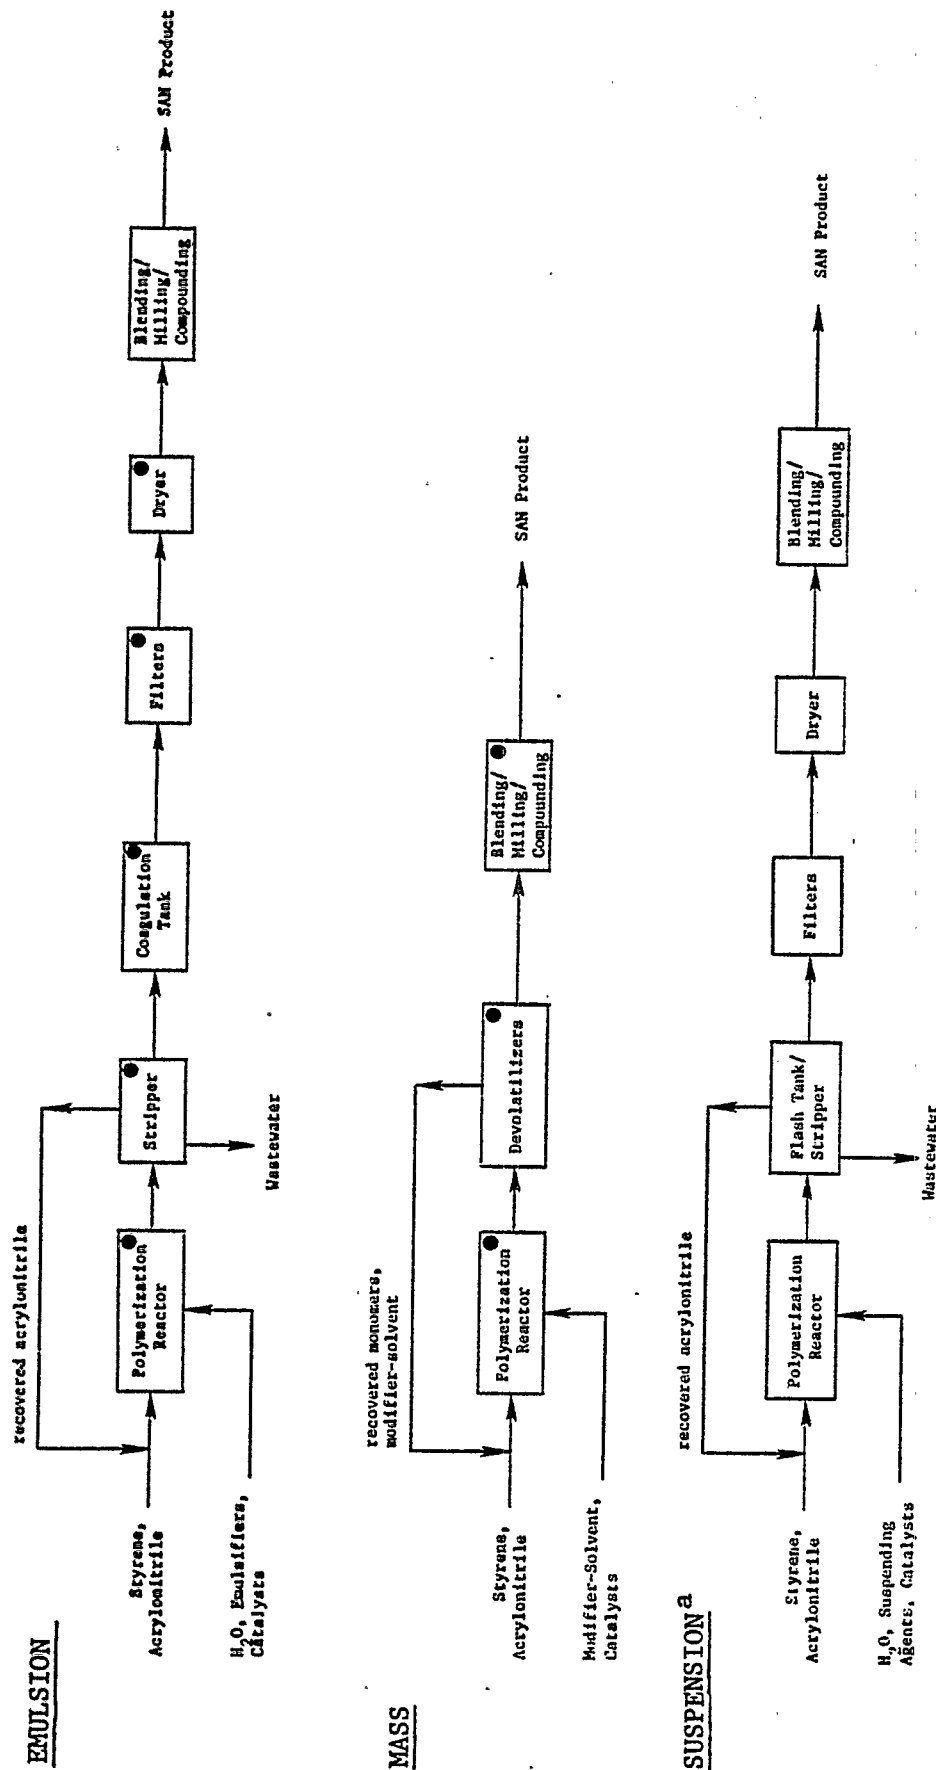 EMULSION
recovered acrylonitrile
Styrene,
Acrylonitrile
H2O, Emulsifiers,
Catalysts
Polymerization
Reactor
Stripper
Wastewater
Coagulation
Tank
Filters
Dryer
Blending/
Milling/
Compounding
SAN Product
MASS
recovered monomers,
modifier-solvent
Styrene,
Acrylonitrile
Modifier-Solvent,
Catalysts
Polymerization
Reactor
Devolatilizers
Blending/
Milling/
Compounding
SAN Product
SUSPENSIONa
recovered acrylonitrile
Styrene,
Acrylonitrile
H2O, Suspending
Agents, Catalysts
Polymerization
Reactor
Flash Tank/
Stripper
Wastewater
Filters
Dryer
Blending/
Milling/
Compounding
SAN Product